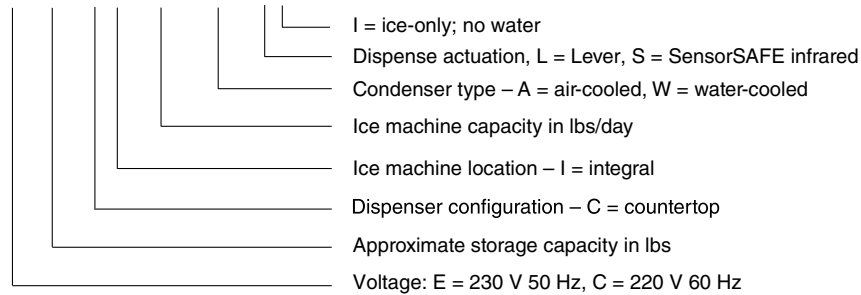 I = ice-only; no water
Dispense actuation, L = Lever, S = SensorSAFE infrared
Condenser type – A = air-cooled, W = water-cooled
Ice machine capacity in lbs/day
Ice machine location – I = integral
Dispenser configuration – C = countertop
Approximate storage capacity in lbs
Voltage: E = 230 V 50 Hz, C = 220 V 60 Hz